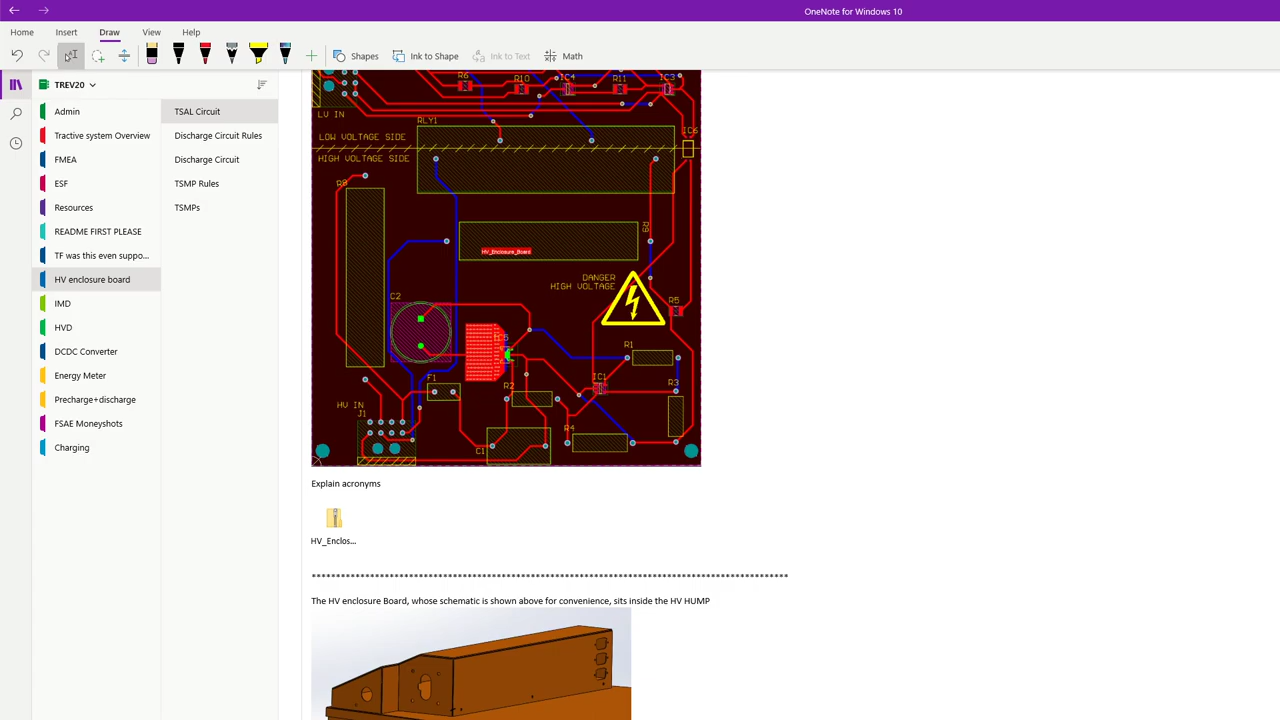 OneNote for Windows 10
Home
Insert
Draw
View
Help
Shapes
Ink to Shape
Ink to Text
Math
TREV20
Admin
Tractive system Overview
FMEA
ESF
Resources
README FIRST PLEASE
TF was this even suppo...
HV enclosure board
IMD
HVD
DCDC Converter
Energy Meter
Precharge+discharge
FSAE Moneyshots
Charging
TSAL Circuit
Discharge Circuit Rules
Discharge Circuit
TSMP Rules
TSMPs
R6
R10
IC4
R11
IC3
LV IN
RLY1
IC6
LOW VOLTAGE SIDE
HIGH VOLTAGE SIDE
R8
R9
HV_Enclosure_Board
DANGER
HIGH VOLTAGE
C2
R5
IC5
R1
F1
IC1
R2
R3
HV IN
J1
R4
C1
Explain acronyms
HV_Enclos...
The HV enclosure Board, whose schematic is shown above for convenience, sits inside the HV HUMP